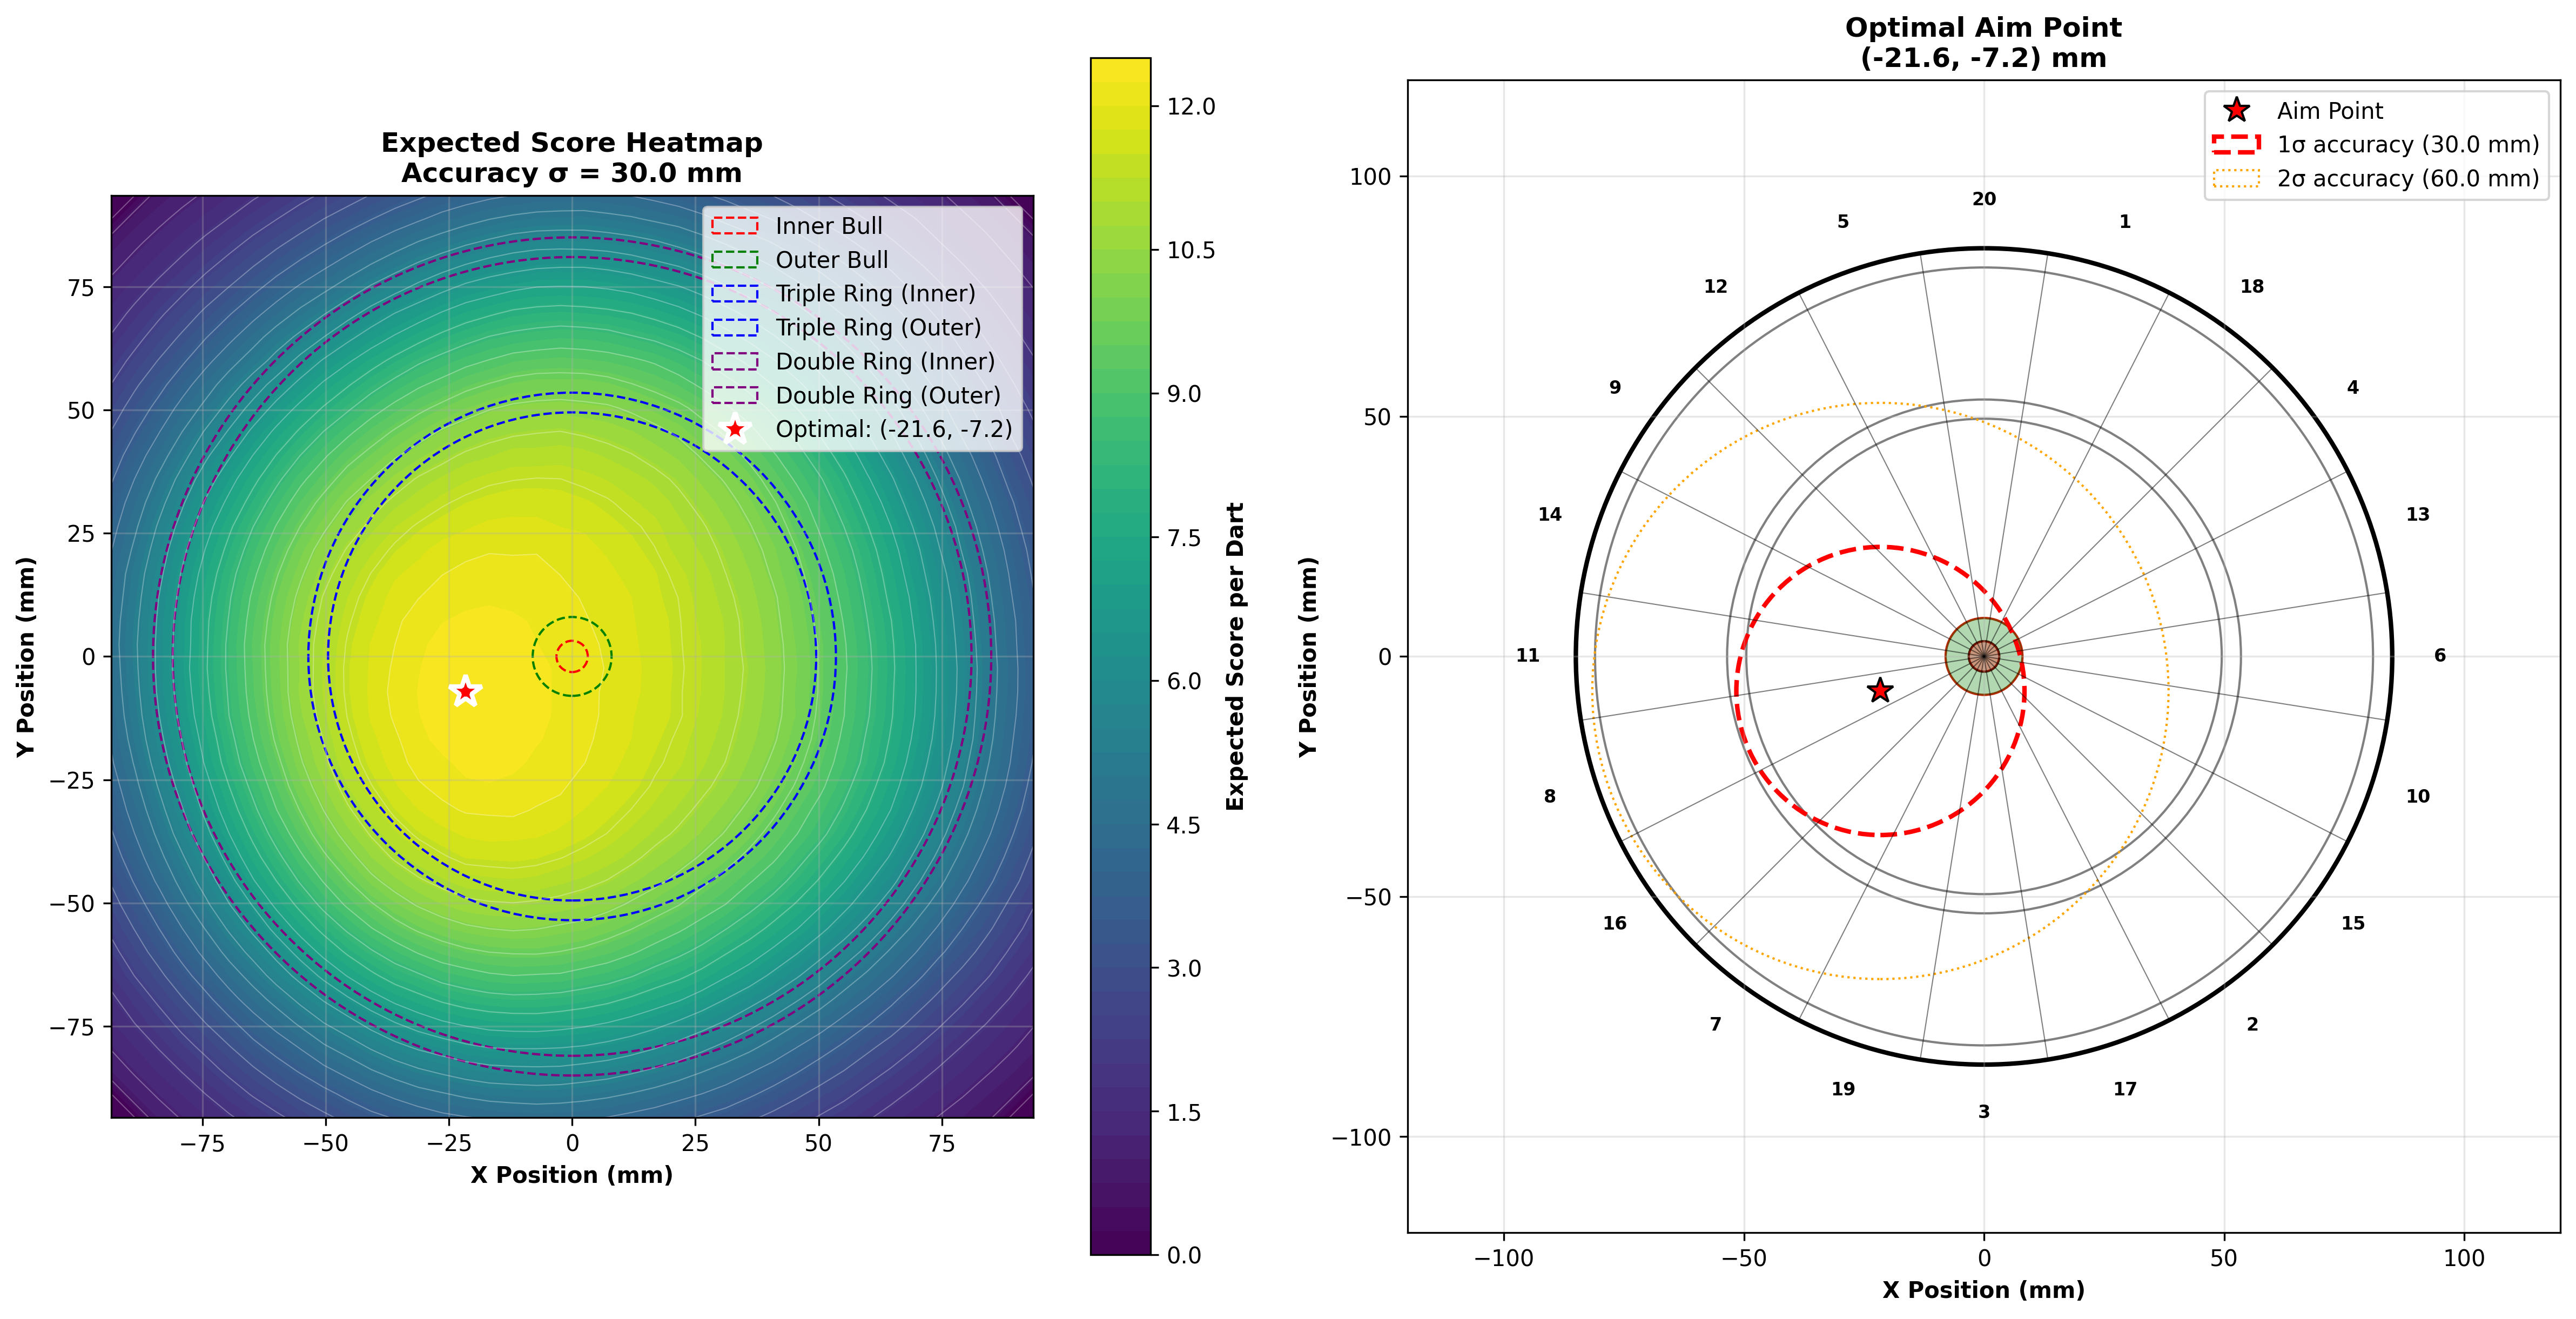 Expected Score Heatmap
Accuracy σ = 30.0 mm
Inner Bull
Outer Bull
Triple Ring (Inner)
Triple Ring (Outer)
Double Ring (Inner)
Double Ring (Outer)
Optimal: (-21.6, -7.2)
75
50
25
0
−25
−50
−75
Y Position (mm)
−75
−50
−25
0
25
50
75
X Position (mm)
12.0
10.5
9.0
7.5
6.0
4.5
3.0
1.5
0.0
Expected Score per Dart
Optimal Aim Point
(-21.6, -7.2) mm
Aim Point
1σ accuracy (30.0 mm)
2σ accuracy (60.0 mm)
20
5
1
12
18
9
4
14
13
11
6
8
10
16
15
7
2
19
17
3
100
50
0
−50
−100
Y Position (mm)
−100
−50
0
50
100
X Position (mm)